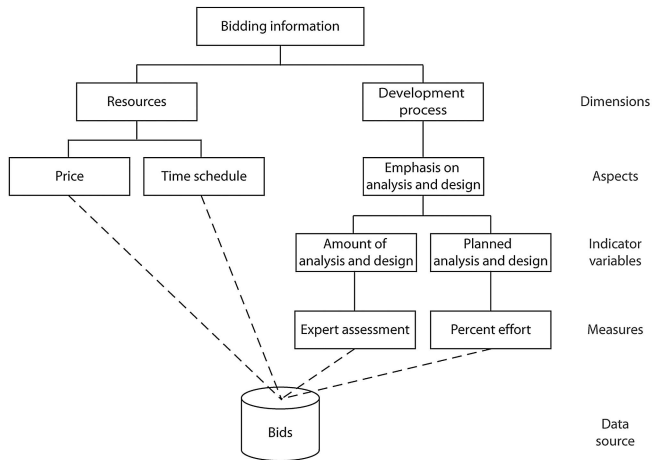 Bidding information
Resources
Development
process
Dimensions
Price
Time schedule
Emphasis on
analysis and design
Aspects
Amount of
analysis and design
Planned
analysis and design
Indicator
variables
Expert assessment
Percent effort
Measures
Bids
Data
source